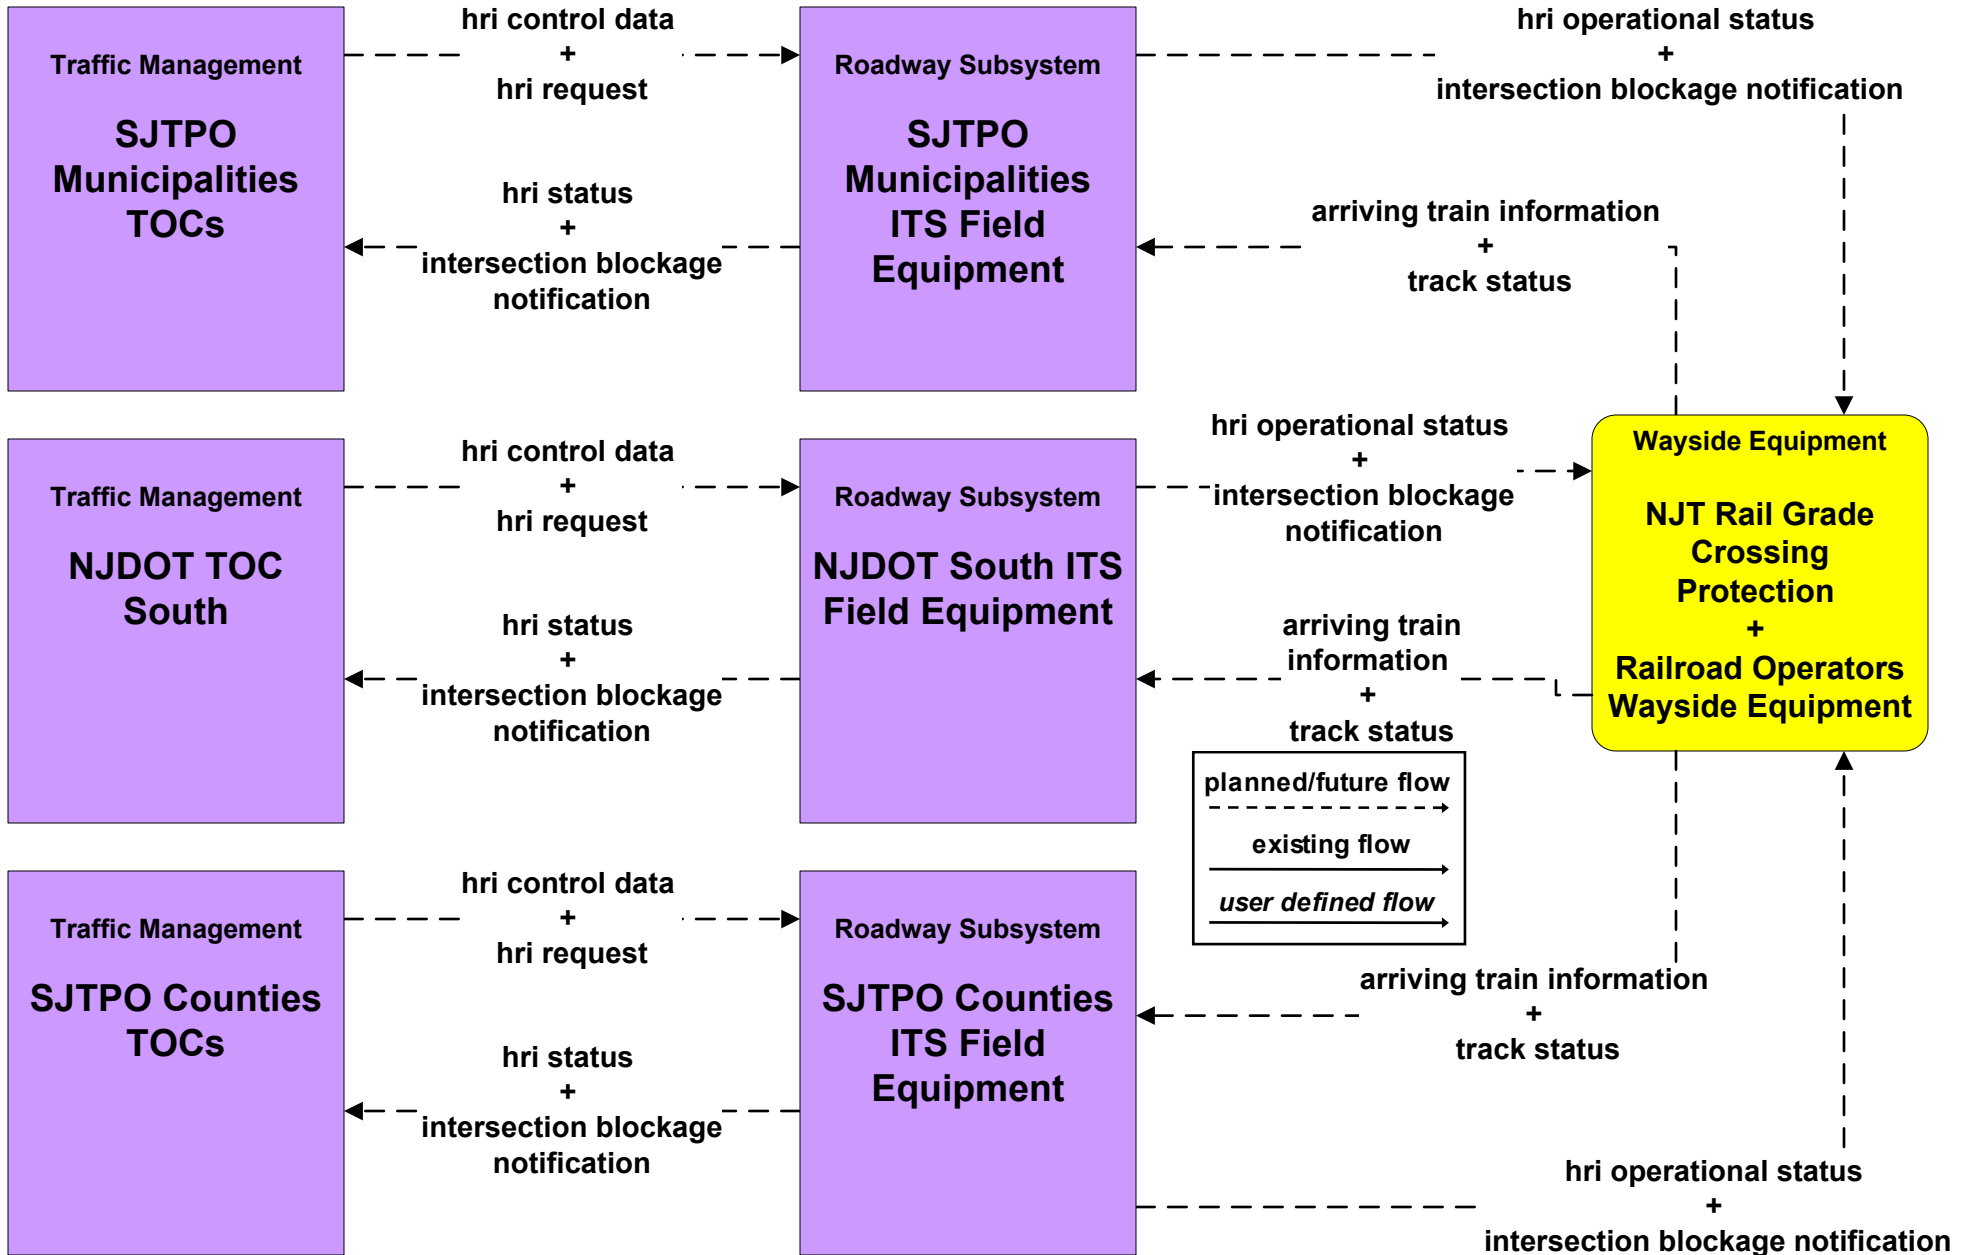 hri control data
+
hri request
hri operational status
+
intersection blockage notification
Traffic Management
SJTPO
Municipalities
TOCs
Roadway Subsystem
SJTPO
Municipalities
ITS Field
Equipment
hri status
+
intersection blockage
notification
arriving train information
+
track status
Traffic Management
NJDOT TOC
South
hri control data
+
hri request
Roadway Subsystem
NJDOT South ITS
Field Equipment
hri operational status
+
intersection blockage
notification
Wayside Equipment
NJT Rail Grade
Crossing
Protection
+
Railroad Operators
Wayside Equipment
hri status
+
intersection blockage
notification
arriving train
information
+
track status
planned/future flow
existing flow
user defined flow
Traffic Management
SJTPO Counties
TOCs
hri control data
+
hri request
Roadway Subsystem
SJTPO Counties
ITS Field
Equipment
arriving train information
+
track status
hri status
+
intersection blockage
notification
hri operational status
+
intersection blockage notification